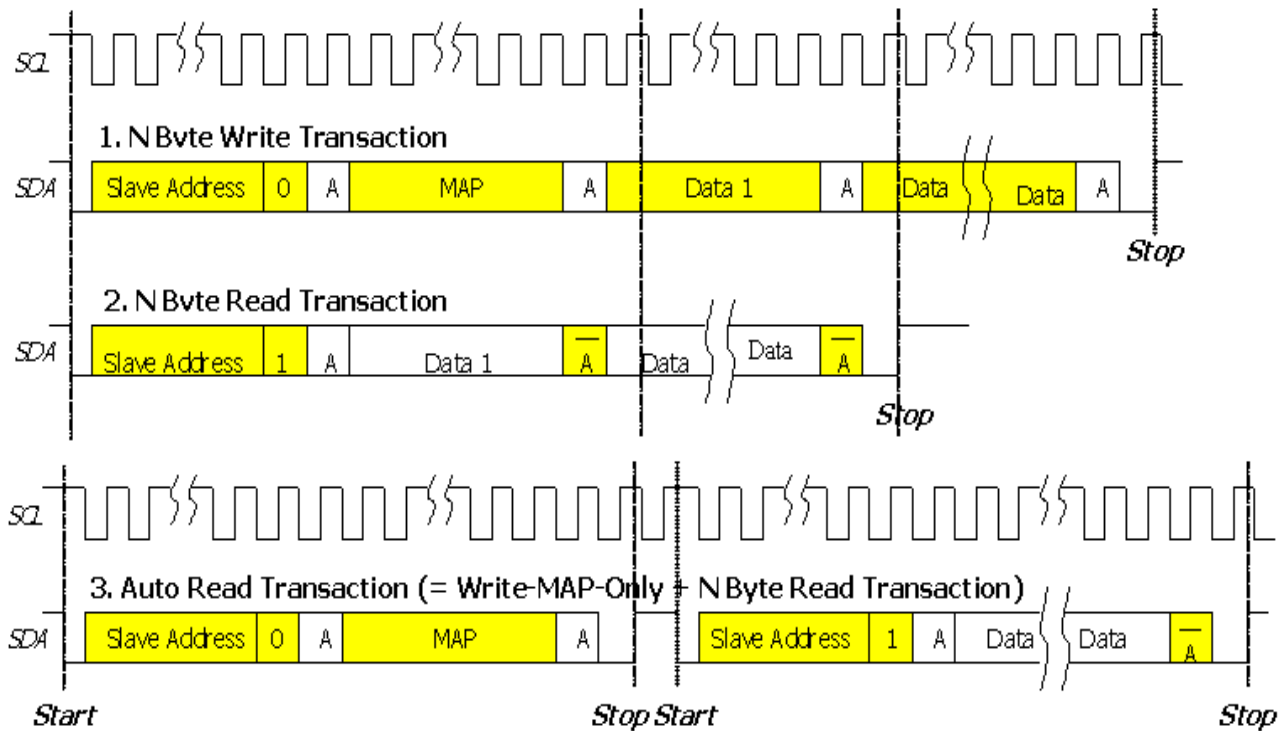 SCL
1. N Bvte Write Transaction
SDA Slave Address 0 A MAP A Data 1 A Data Data A
Stop
2. N Bvte Read Transaction
SDA Slave Address 1 A Data 1 A Data Data A
Stop
SCL
3. Auto Read Transaction (= Write-MAP-Only + N Byte Read Transaction)
SDA Slave Address 0 A MAP A Slave Address 1 A Data Data A
Start Stop Start Stop